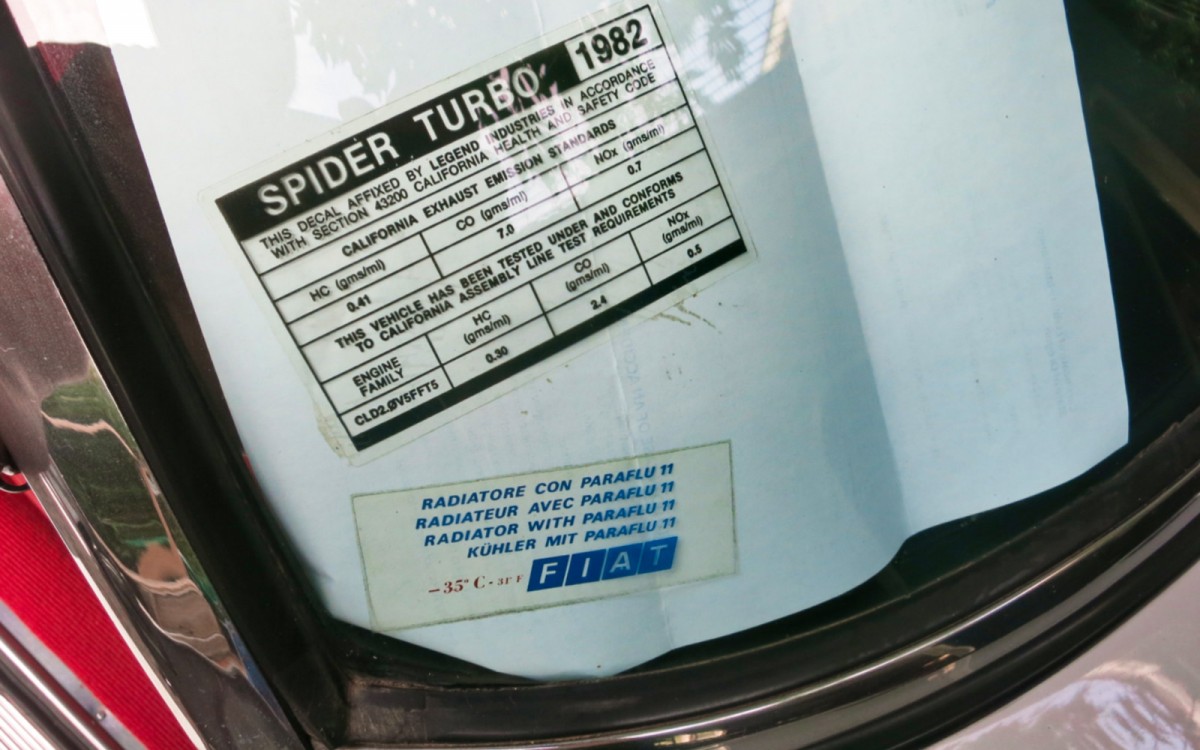 SPIDER TURBO 1982
THIS DECAL AFFIXED BY LEGEND INDUSTRIES IN ACCORDANCE
WITH SECTION 43200 CALIFORNIA HEALTH AND SAFETY CODE
CALIFORNIA EXHAUST EMISSION STANDARDS
HC (gms/ml) CO (gms/ml) NOx (gms/ml)
0.41 7.0 0.7
THIS VEHICLE HAS BEEN TESTED UNDER AND CONFORMS
TO CALIFORNIA ASSEMBLY LINE TEST REQUIREMENTS
ENGINE FAMILY HC (gms/ml) CO (gms/ml) NOx (gms/ml)
CLD2.ØV5FFT5 0.30 2.4 0.5
RADIATORE CON PARAFLU 11
RADIATEUR AVEC PARAFLU 11
RADIATOR WITH PARAFLU 11
KÜHLER MIT PARAFLU 11
–35° C - 31° F FIAT